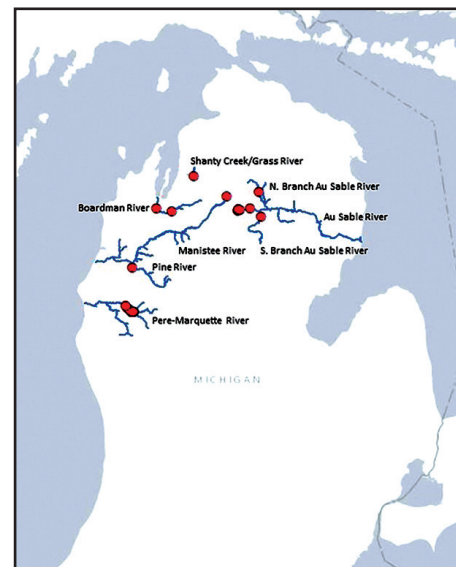 Shanty Creek/Grass River
N. Branch Au Sable River
Boardman River
Au Sable River
Manistee River
S. Branch Au Sable River
Pine River
Pere-Marquette River
MICHIGAN